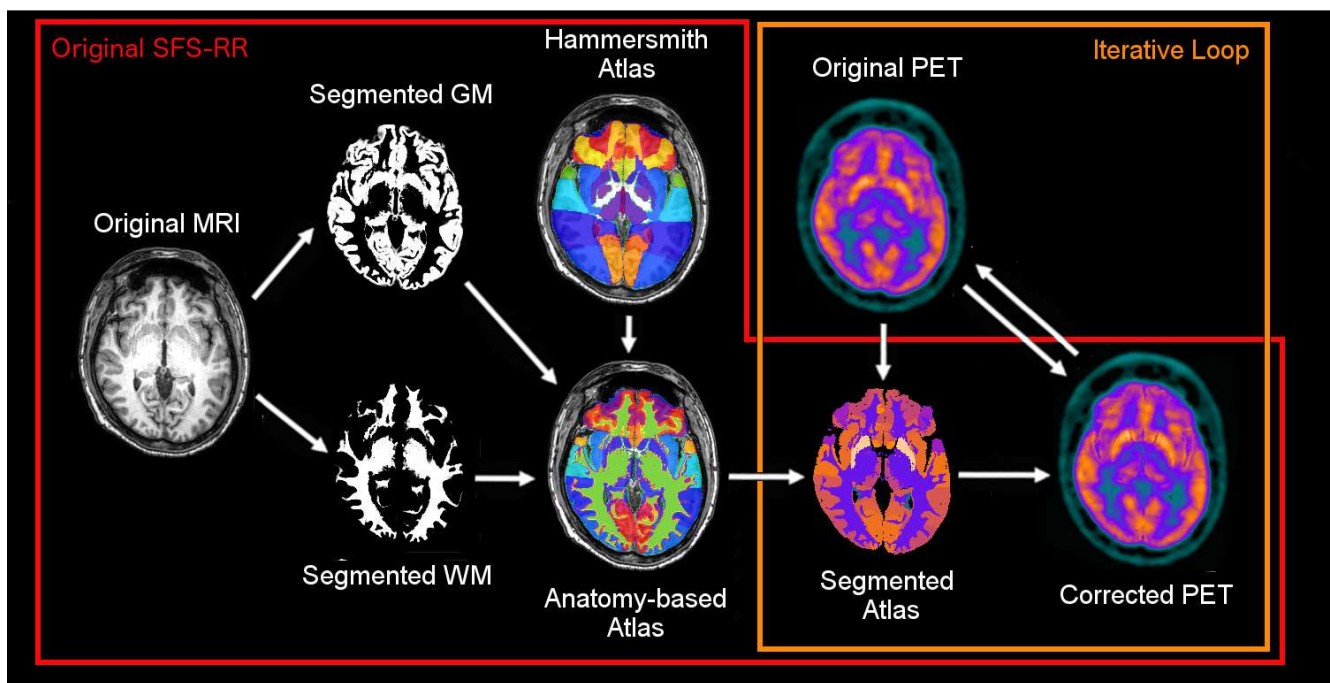 Original SFS-RR
Hammersmith
Atlas
Iterative Loop
Original PET
Segmented GM
Original MRI
Segmented WM
Anatomy-based
Atlas
Segmented
Atlas
Corrected PET